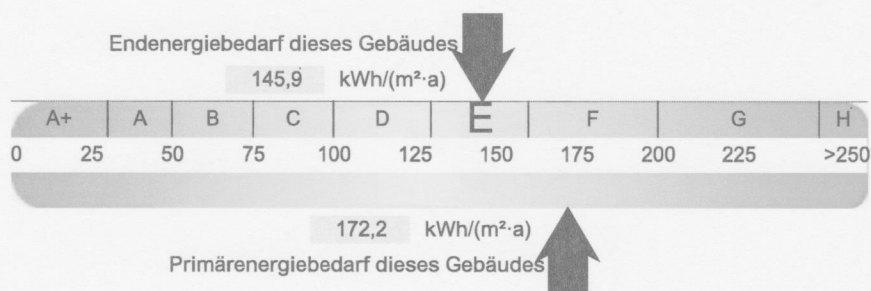 Endenergiebedarf dieses Gebäudes
145,9 kWh/(m²·a)
A+ A B C D E F G H
0 25 50 75 100 125 150 175 200 225 >250
172,2 kWh/(m²·a)
Primärenergiebedarf dieses Gebäudes